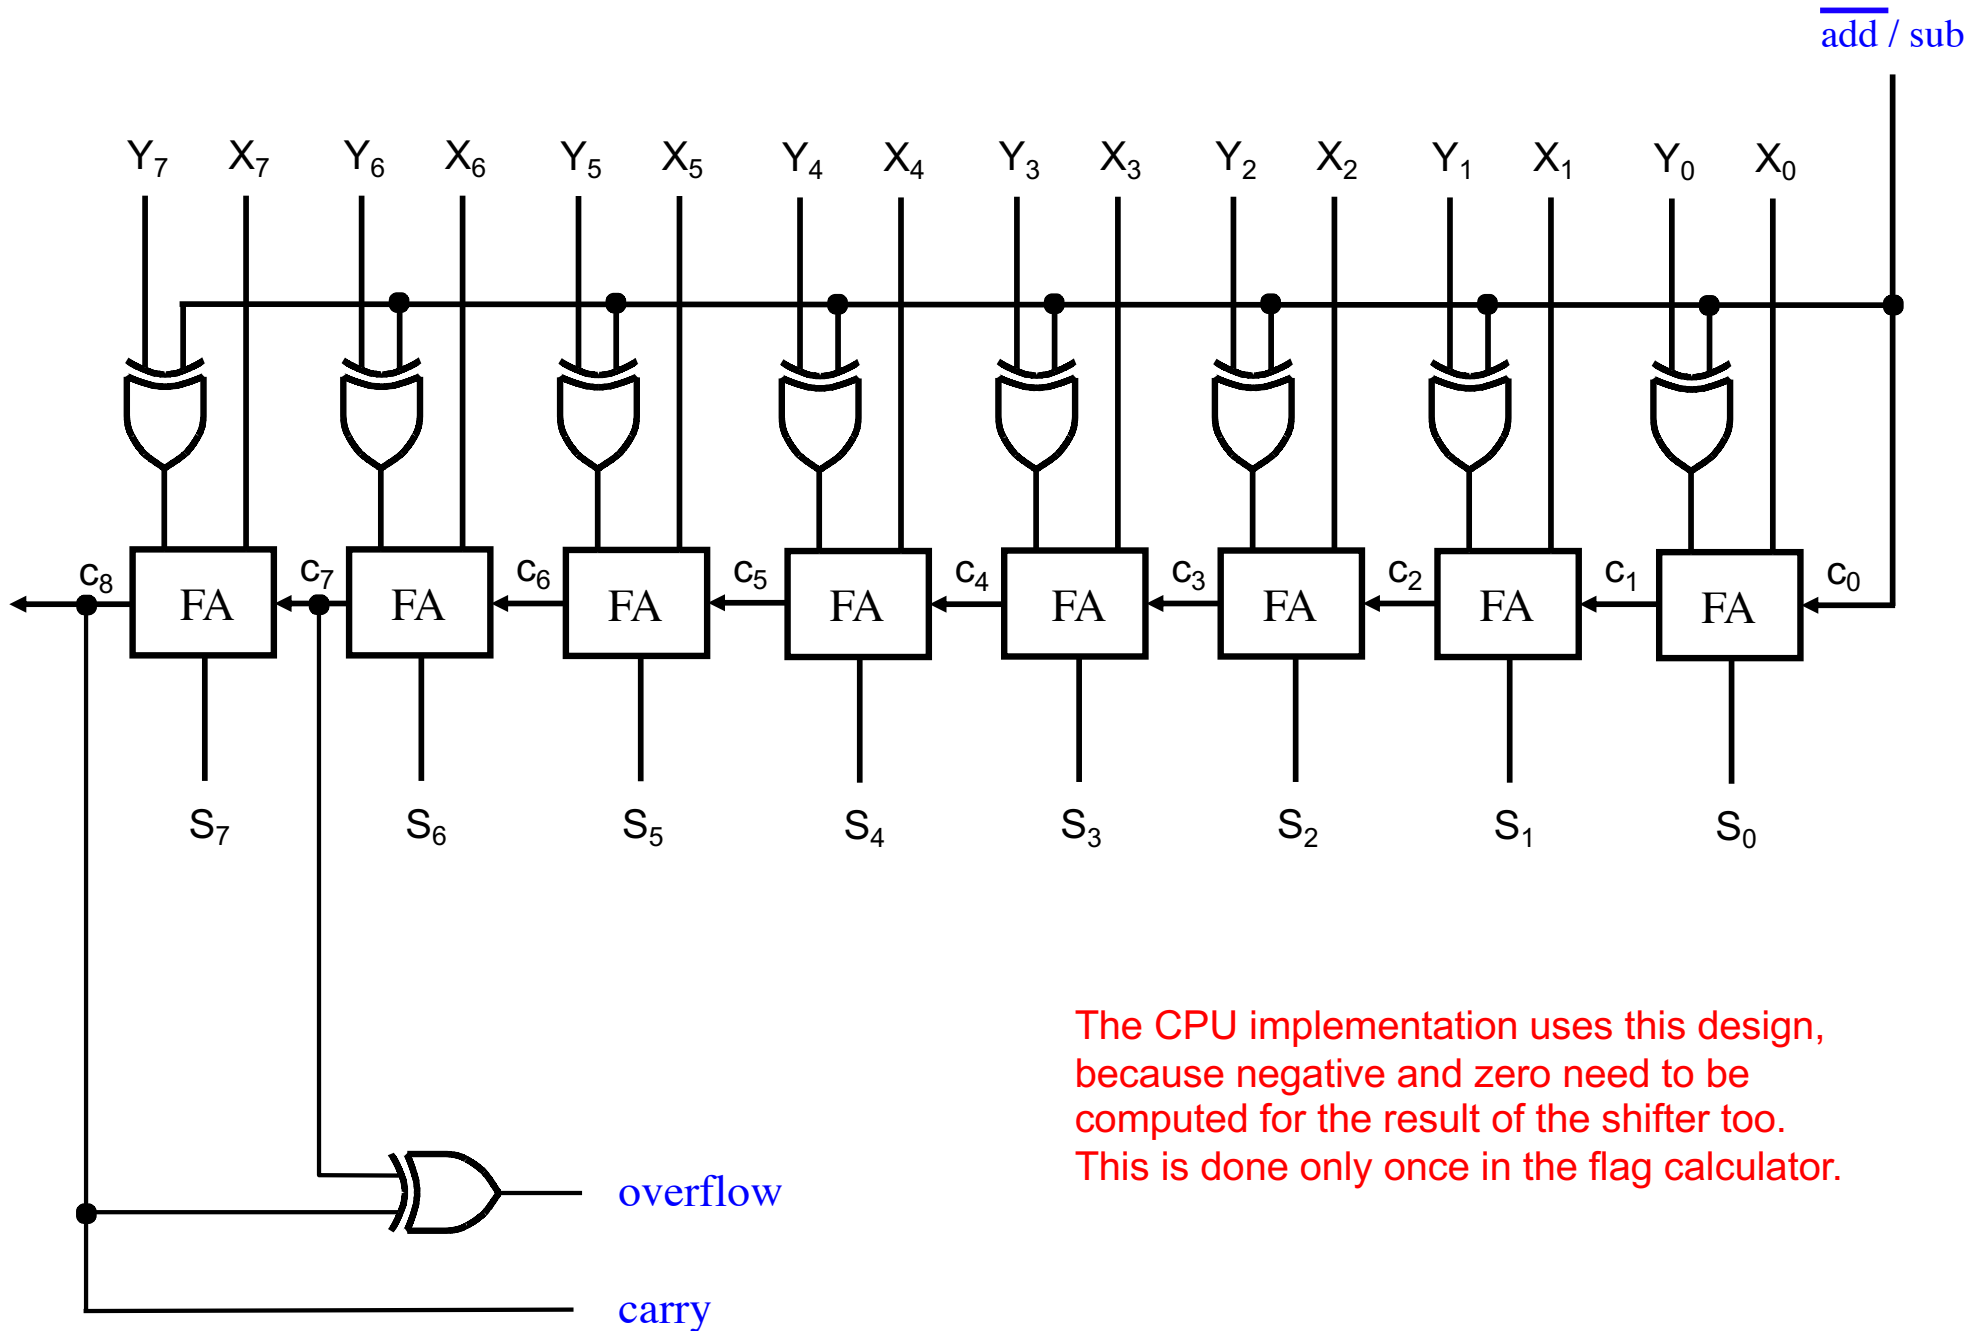 add / sub
Y₇ X₇ Y₆ X₆ Y₅ X₅ Y₄ X₄ Y₃ X₃ Y₂ X₂ Y₁ X₁ Y₀ X₀
c₈ FA c₇ FA c₆ FA c₅ FA c₄ FA c₃ FA c₂ FA c₁ FA c₀
S₇ S₆ S₅ S₄ S₃ S₂ S₁ S₀
The CPU implementation uses this design,
because negative and zero need to be
computed for the result of the shifter too.
This is done only once in the flag calculator.
overflow
carry